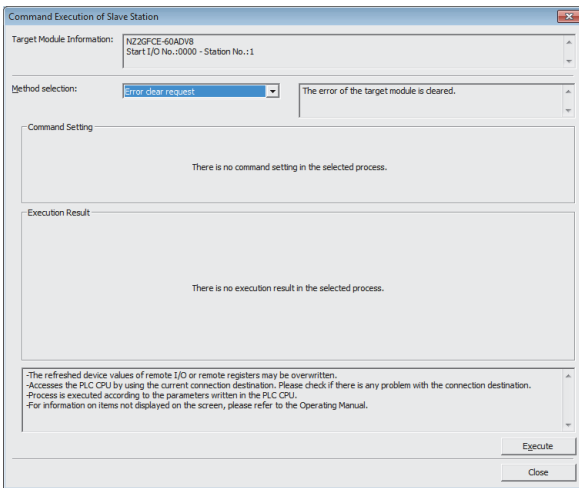 Command Execution of Slave Station
Target Module Information:
NZ2GFCE-60ADV8
Start I/O No.:0000 - Station No.:1
Method selection:
Error clear request
The error of the target module is cleared.
Command Setting
There is no command setting in the selected process.
Execution Result
There is no execution result in the selected process.
-The refreshed device values of remote I/O or remote registers may be overwritten.
-Accesses the PLC CPU by using the current connection destination. Please check if there is any problem with the connection destination.
-Process is executed according to the parameters written in the PLC CPU.
-For information on items not displayed on the screen, please refer to the Operating Manual.
Execute
Close